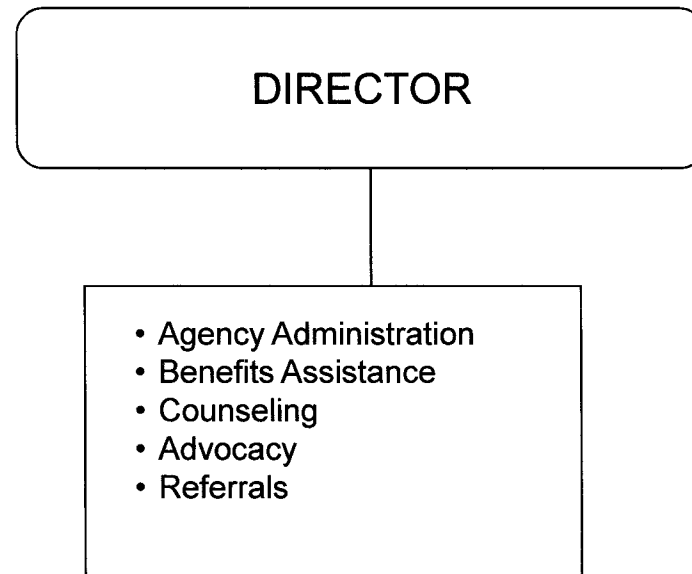 DIRECTOR
• Agency Administration
• Benefits Assistance
• Counseling
• Advocacy
• Referrals